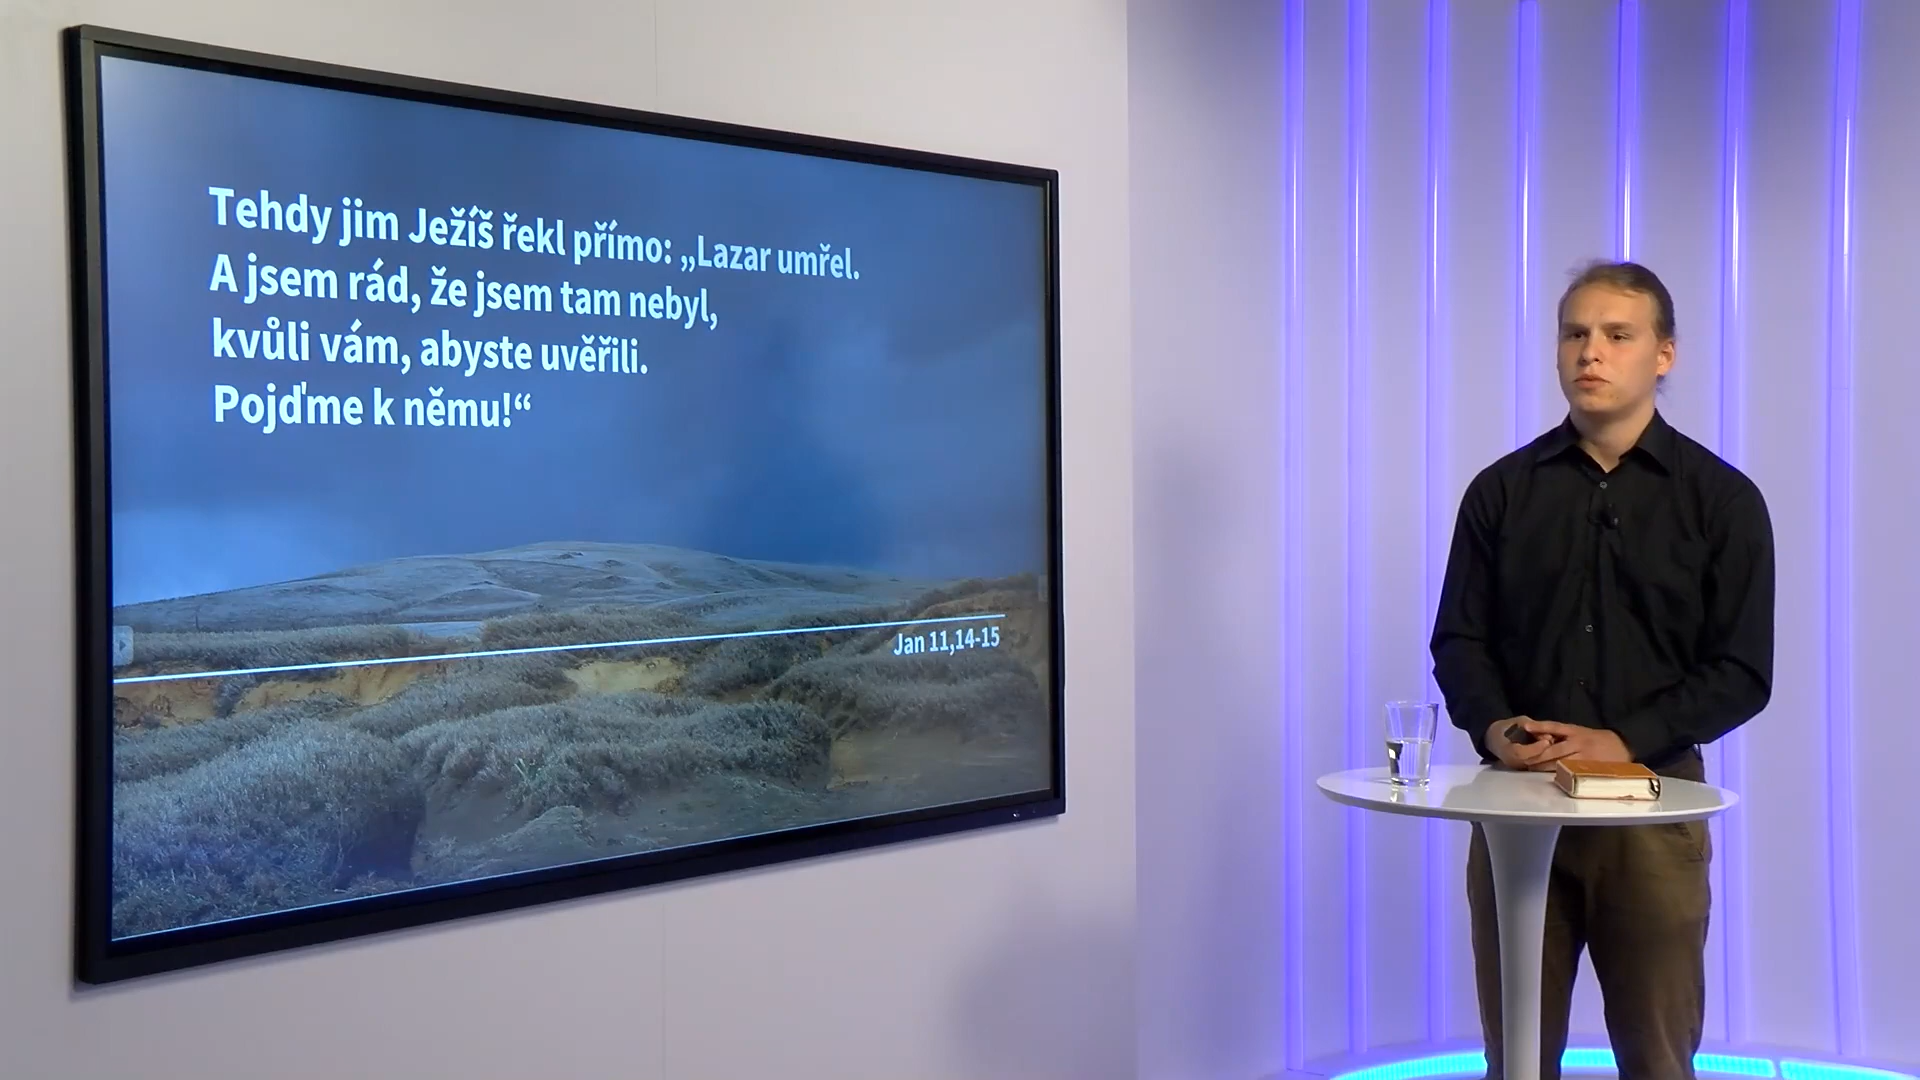 Tehdy jim Ježíš řekl přímo: „Lazar umřel.
A jsem rád, že jsem tam nebyl,
kvůli vám, abyste uvěřili.
Pojďme k němu!“
Jan 11,14-15